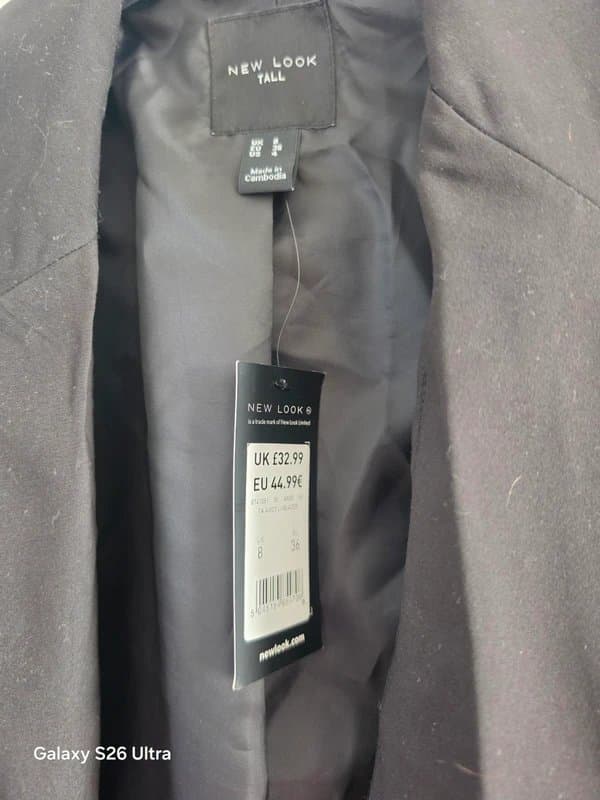 NEW LOOK
TALL
UK 8
EU 36
US 4
Made in
Cambodia
NEW LOOK
is a trade mark of New Look Limited
UK £32.99
EU 44.99€
8 36
newlook.com
Galaxy S26 Ultra